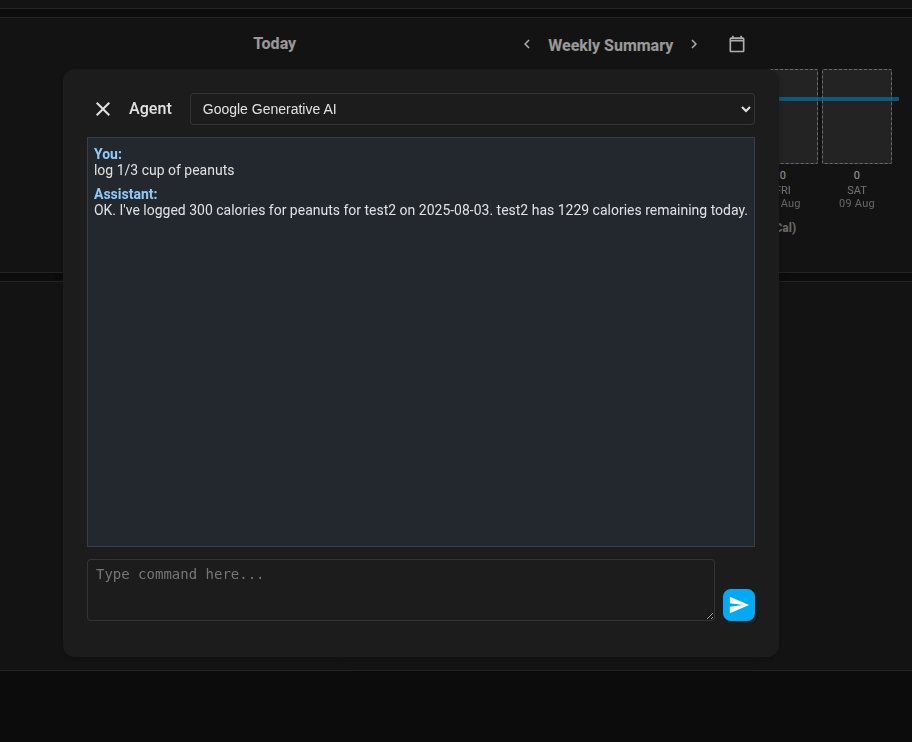 Today
Weekly Summary
Agent
Google Generative AI
You:
log 1/3 cup of peanuts
Assistant:
OK. I've logged 300 calories for peanuts for test2 on 2025-08-03. test2 has 1229 calories remaining today.
0
0
FRI
SAT
Aug
09 Aug
Cal)
Type command here...